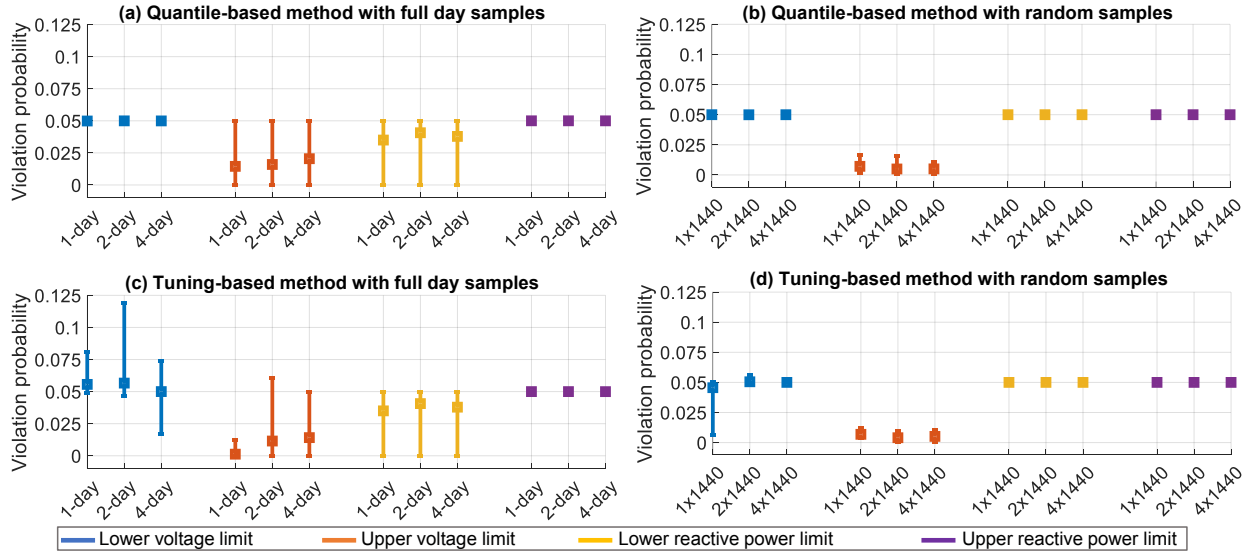 (a) Quantile-based method with full day samples
Violation probability
0.125
0.1
0.075
0.05
0.025
0
1-day
2-day
4-day
1-day
2-day
4-day
1-day
2-day
4-day
1-day
2-day
4-day
(b) Quantile-based method with random samples
Violation probability
0.125
0.1
0.075
0.05
0.025
0
1x1440
2x1440
4x1440
1x1440
2x1440
4x1440
1x1440
2x1440
4x1440
1x1440
2x1440
4x1440
(c) Tuning-based method with full day samples
Violation probability
0.125
0.1
0.075
0.05
0.025
0
1-day
2-day
4-day
1-day
2-day
4-day
1-day
2-day
4-day
1-day
2-day
4-day
(d) Tuning-based method with random samples
Violation probability
0.125
0.1
0.075
0.05
0.025
0
1x1440
2x1440
4x1440
1x1440
2x1440
4x1440
1x1440
2x1440
4x1440
1x1440
2x1440
4x1440
Lower voltage limit
Upper voltage limit
Lower reactive power limit
Upper reactive power limit